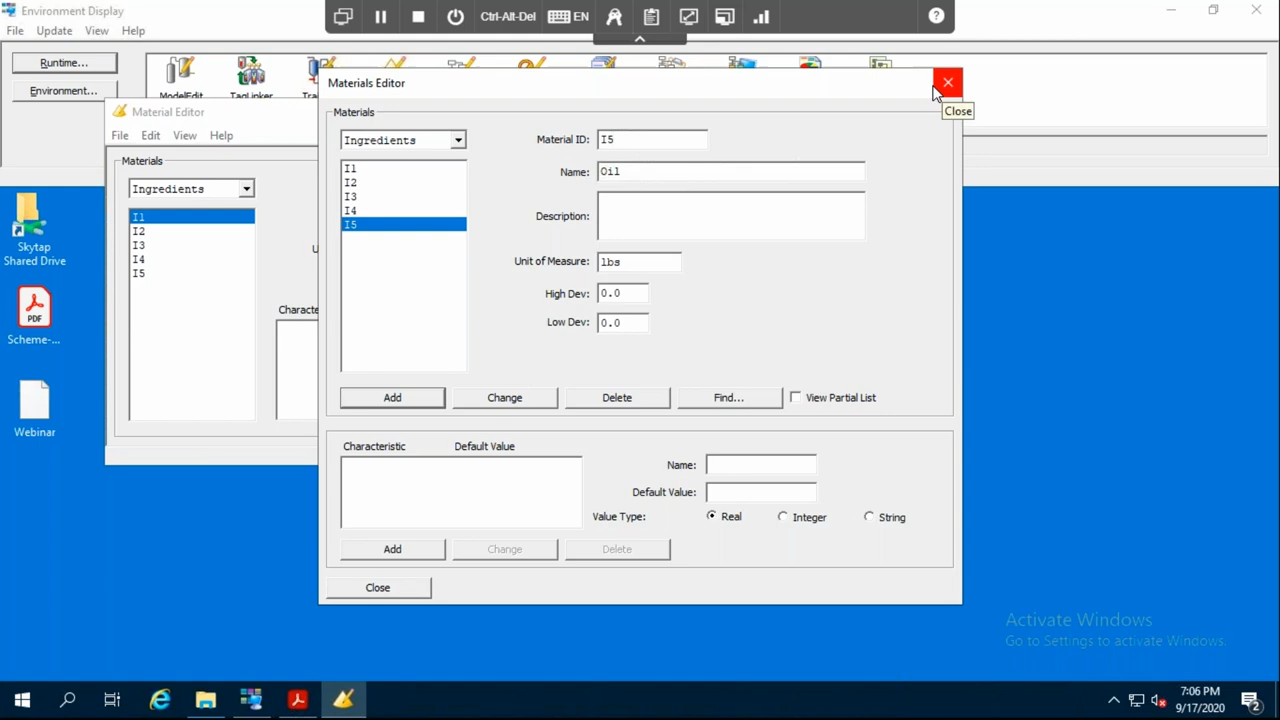 Environment Display
File Update View Help
Ctrl-Alt-Del EN
Runtime...
Environment...
ModelEdit TagLinker
Material Editor
File Edit View Help
Materials
Ingredients
I1
I2
I3
I4
I5
Materials Editor
Close
Materials
Ingredients
I1
I2
I3
I4
I5
Material ID: I5
Name: Oil
Description:
Unit of Measure: lbs
High Dev: 0.0
Low Dev: 0.0
Add Change Delete Find... View Partial List
Characteristic Default Value
Name:
Default Value:
Value Type: Real Integer String
Add Change Delete
Close
Skytap
Shared Drive
PDF
Scheme-...
Webinar
Activate Windows
Go to Settings to activate Windows.
7:06 PM
9/17/2020
2